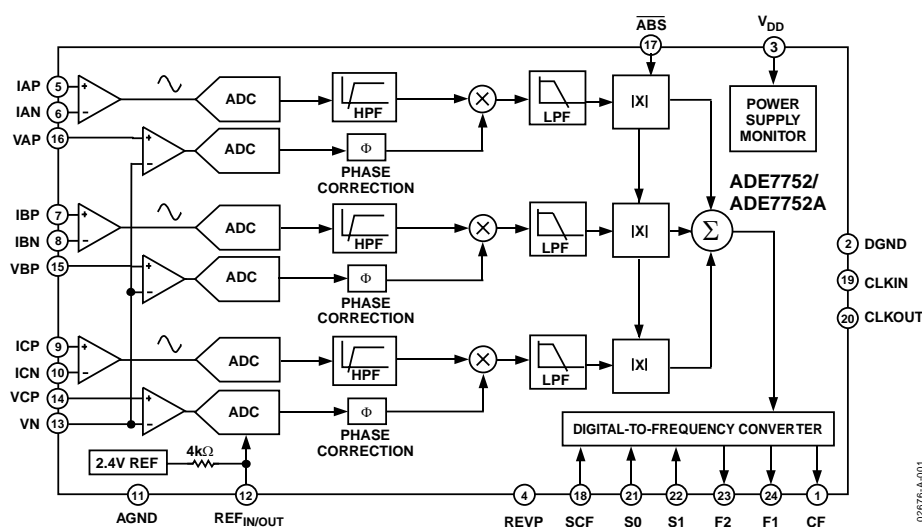 ABS
17
VDD
3
IAP 5
IAN 6
VAP 16
+
−
+
−
ADC
ADC
HPF
Φ
PHASE
CORRECTION
LPF
|X|
POWER
SUPPLY
MONITOR
ADE7752/
ADE7752A
IBP 7
IBN 8
VBP 15
+
−
+
−
ADC
ADC
HPF
Φ
PHASE
CORRECTION
LPF
|X|
Σ
2 DGND
19 CLKIN
20 CLKOUT
ICP 9
ICN 10
VCP 14
VN 13
+
−
+
−
ADC
ADC
HPF
Φ
PHASE
CORRECTION
LPF
|X|
2.4V REF
4kΩ
DIGITAL-TO-FREQUENCY CONVERTER
11
AGND
12
REFIN/OUT
4
REVP
18
SCF
21
S0
22
S1
23
F2
24
F1
1
CF
02676-A-001